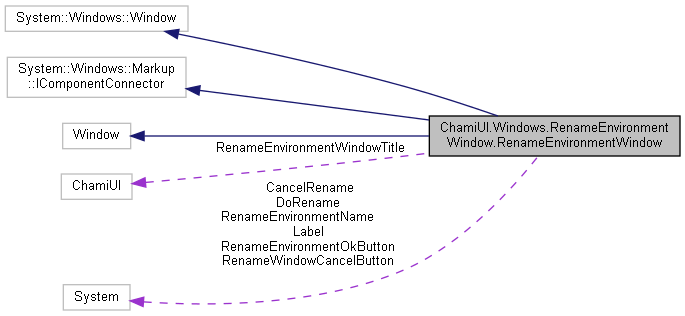 System::Windows::Window
System::Windows::Markup
::IComponentConnector
Window
ChamiUI.Windows.RenameEnvironment
Window.RenameEnvironmentWindow
RenameEnvironmentWindowTitle
ChamiUI
CancelRename
DoRename
RenameEnvironmentName
Label
RenameEnvironmentOkButton
RenameWindowCancelButton
System